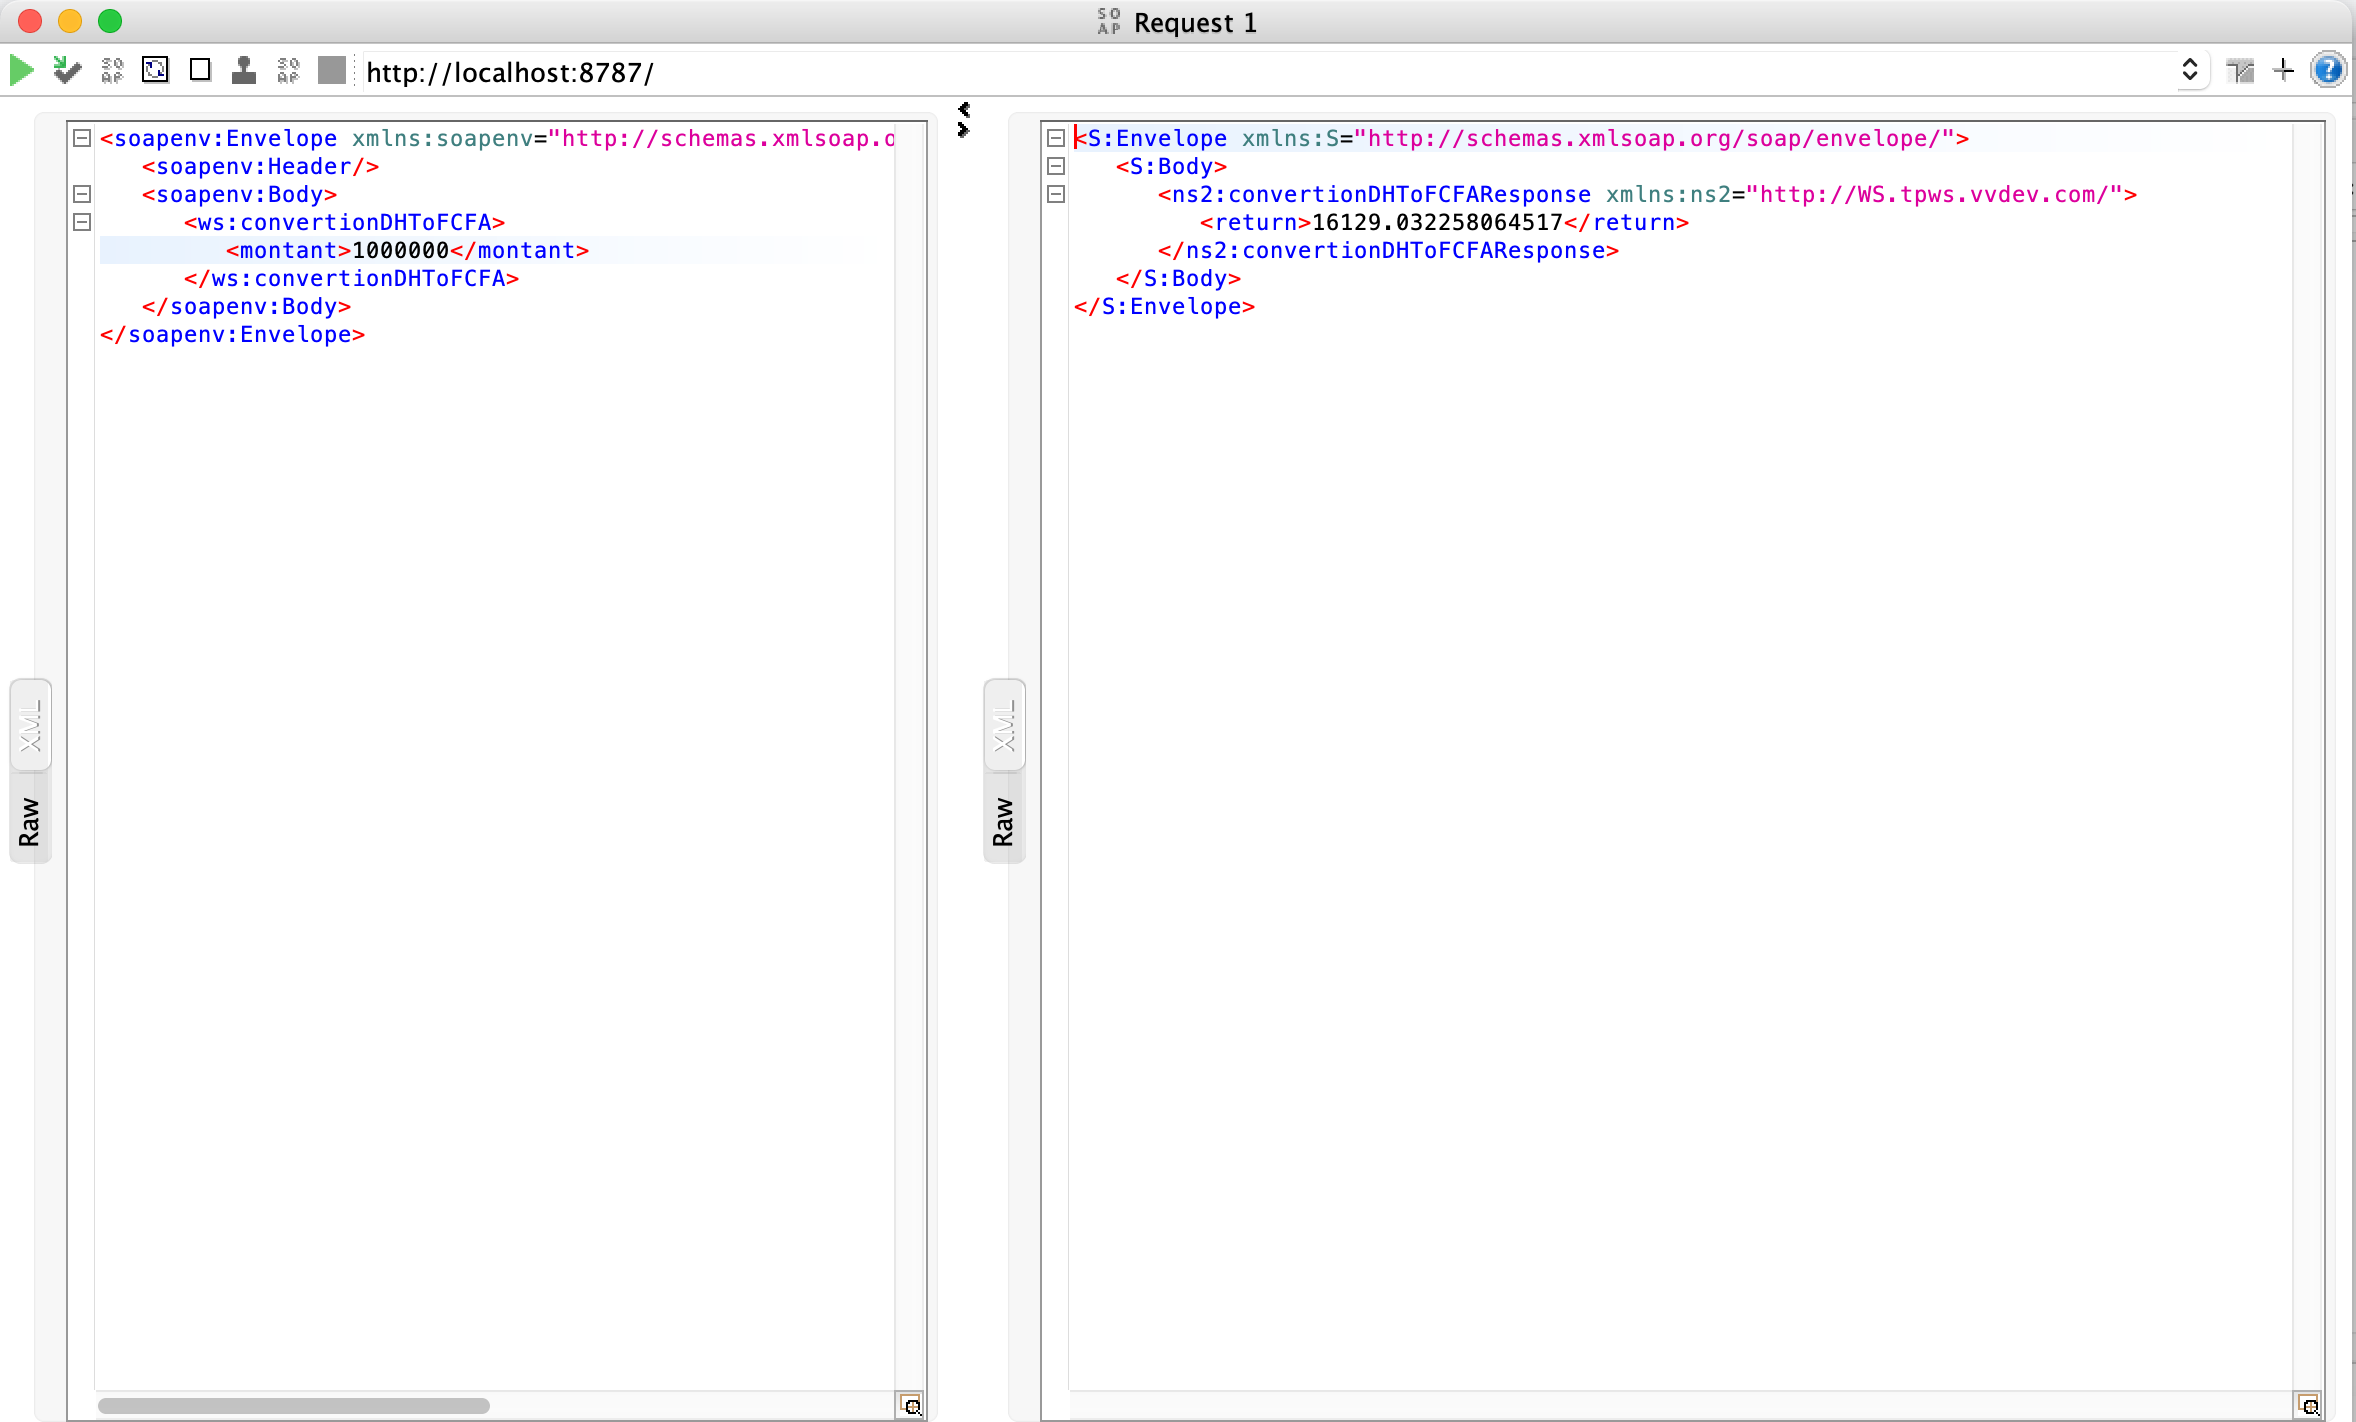 SOAP Request 1
SOAP SOAP http://localhost:8787/ ?
<soapenv:Envelope xmlns:soapenv="http://schemas.xmlsoap.o
<soapenv:Header/>
<soapenv:Body>
<ws:convertionDHToFCFA>
<montant>1000000</montant>
</ws:convertionDHToFCFA>
</soapenv:Body>
</soapenv:Envelope>
XML
Raw
<S:Envelope xmlns:S="http://schemas.xmlsoap.org/soap/envelope/">
<S:Body>
<ns2:convertionDHToFCFAResponse xmlns:ns2="http://WS.tpws.vvdev.com/">
<return>16129.032258064517</return>
</ns2:convertionDHToFCFAResponse>
</S:Body>
</S:Envelope>
XML
Raw